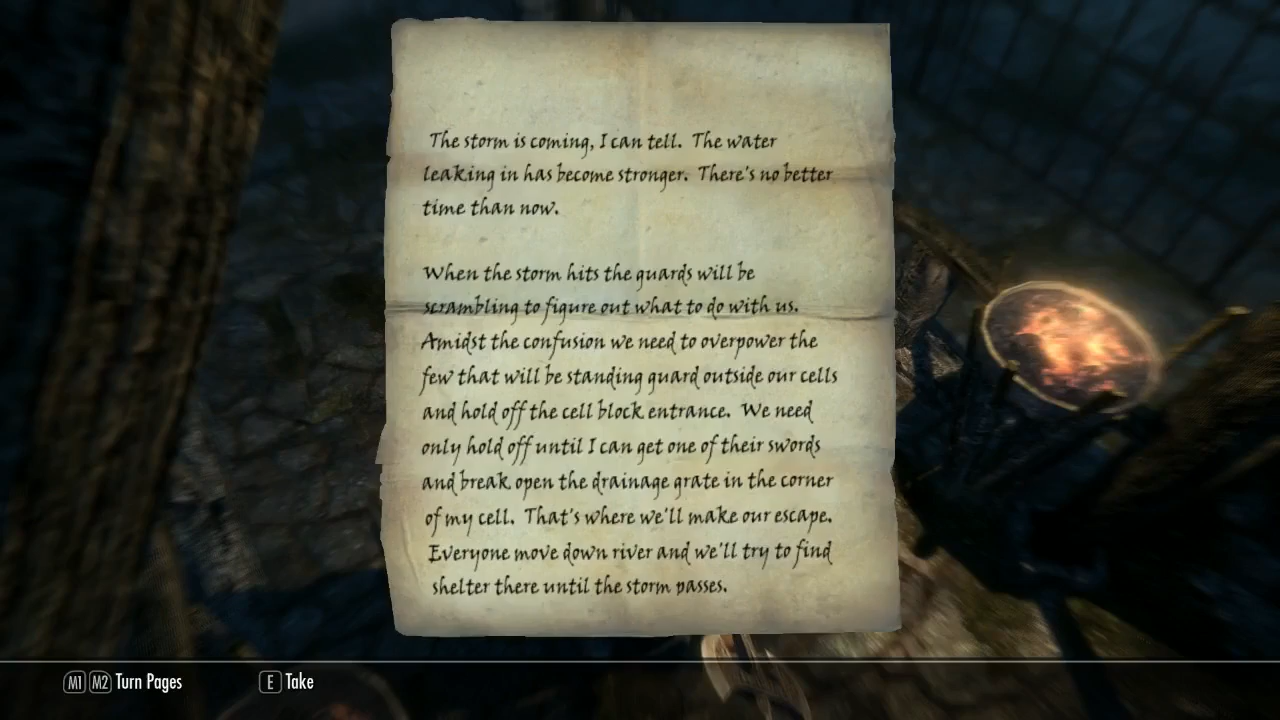 The storm is coming, I can tell.  The water
leaking in has become stronger.  There's no better
time than now.
When the storm hits the guards will be
scrambling to figure out what to do with us.
Amidst the confusion we need to overpower the
few that will be standing guard outside our cells
and hold off the cell block entrance.  We need
only hold off until I can get one of their swords
and break open the drainage grate in the corner
of my cell.  That's where we'll make our escape.
Everyone move down river and we'll try to find
shelter there until the storm passes.
M1 M2 Turn Pages E Take